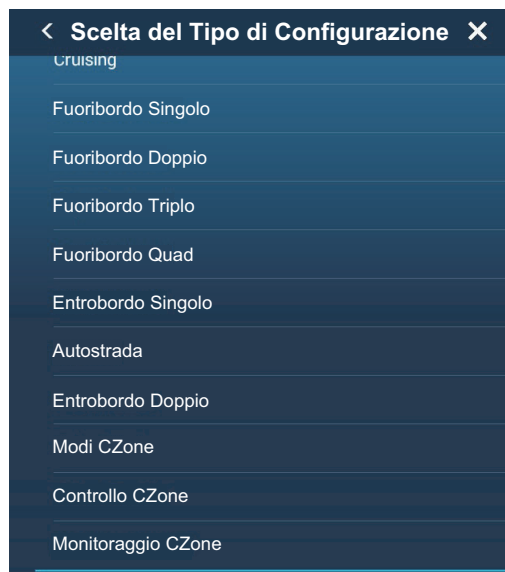 Scelta del Tipo di Configurazione
Cruising
Fuoribordo Singolo
Fuoribordo Doppio
Fuoribordo Triplo
Fuoribordo Quad
Entrobordo Singolo
Autostrada
Entrobordo Doppio
Modi CZone
Controllo CZone
Monitoraggio CZone